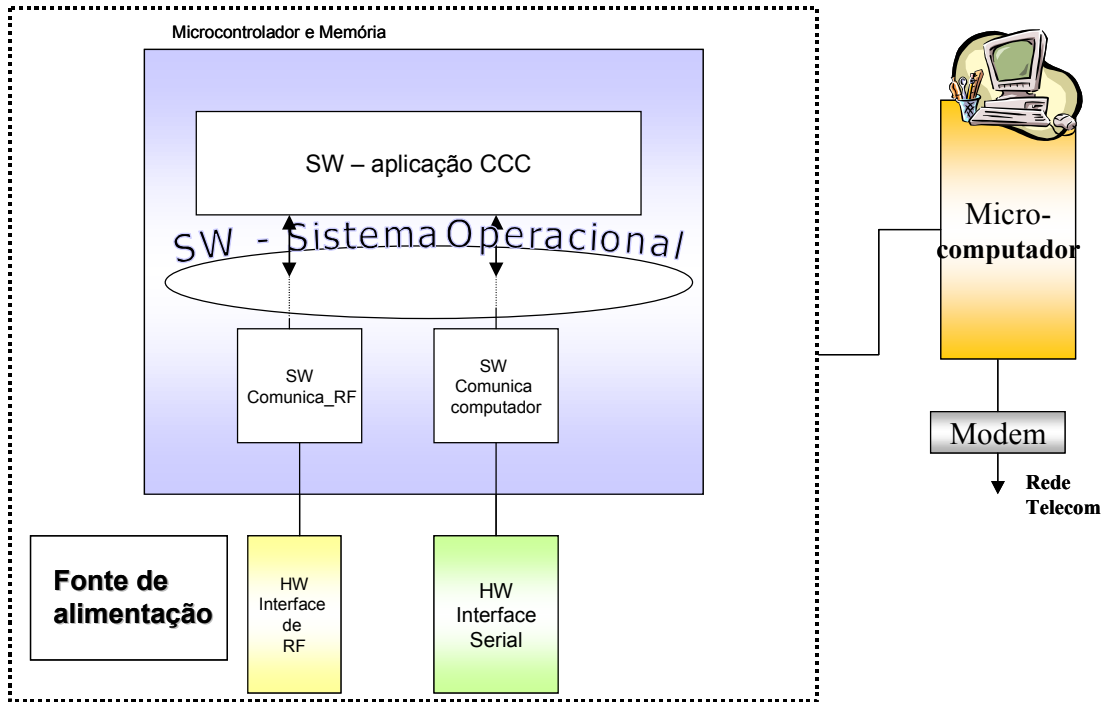 Microcontrolador e Memória
SW – aplicação CCC
SW - Sistema Operacional
SW
Comunica_RF
SW
Comunica
computador
Fonte de
alimentação
HW
Interface
de
RF
HW
Interface
Serial
Micro-
computador
Modem
Rede
Telecom